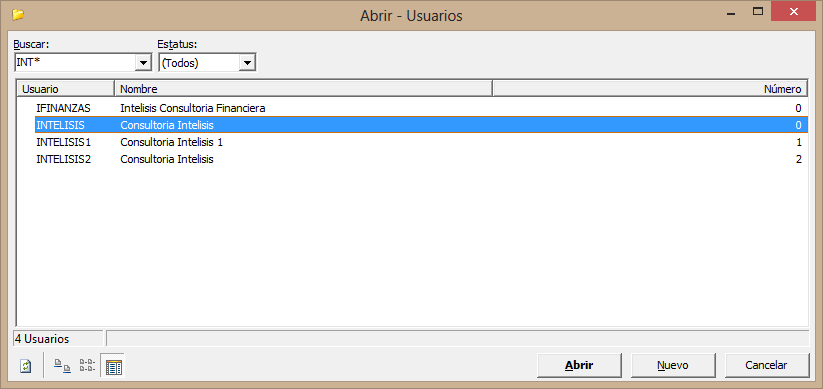 Abrir - Usuarios
Buscar: Estatus:
INT* (Todos)
Usuario Nombre Número
IFINANZAS Intelisis Consultoria Financiera 0
INTELISIS Consultoria Intelisis 0
INTELISIS1 Consultoria Intelisis 1 1
INTELISIS2 Consultoria Intelisis 2
4 Usuarios
Abrir Nuevo Cancelar